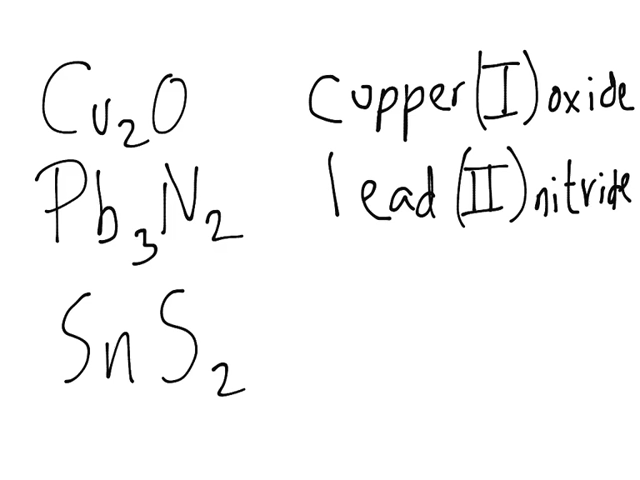 Cu₂O copper(I)oxide
Pb₃N₂ lead(II)nitride
SnS₂